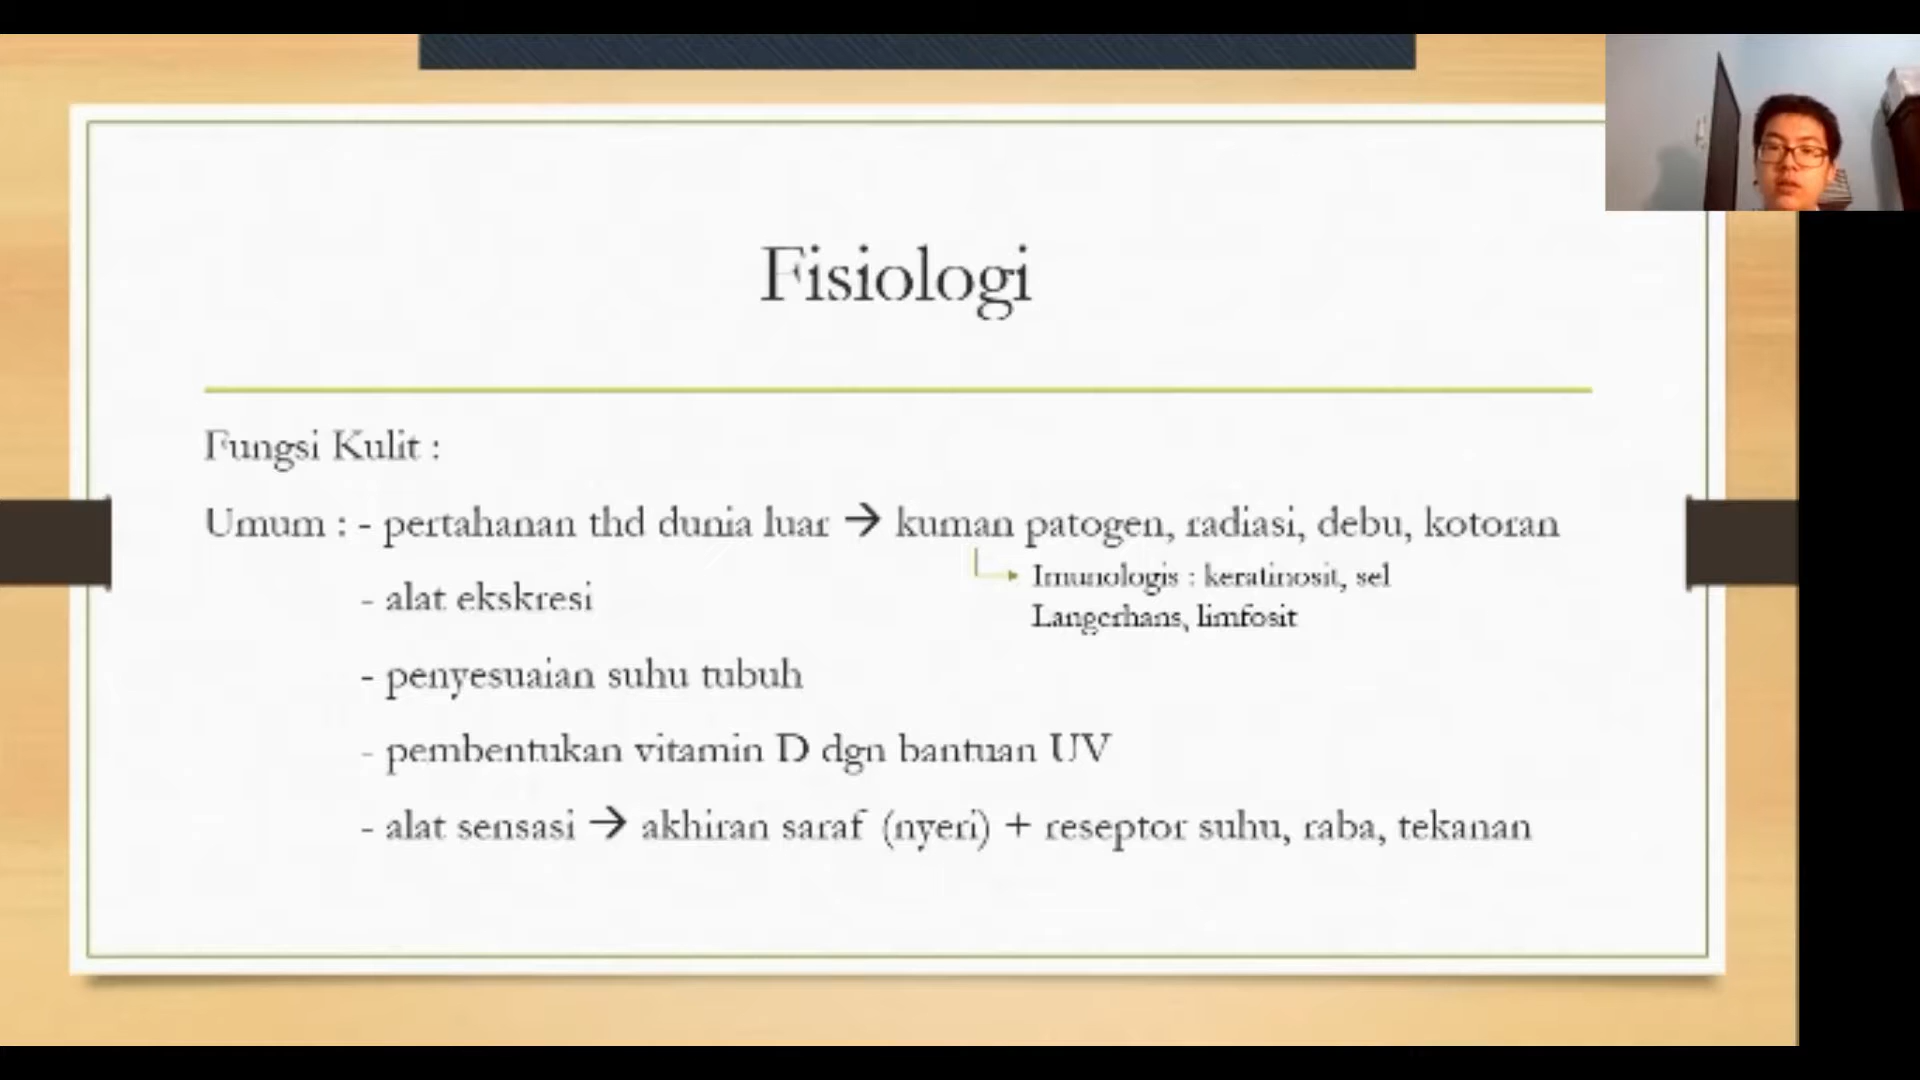 Fisiologi
Fungsi Kulit :
Umum : - pertahanan thd dunia luar → kuman patogen, radiasi, debu, kotoran
Imunologis : keratinosit, sel
Langerhans, limfosit
- alat ekskresi
- penyesuaian suhu tubuh
- pembentukan vitamin D dgn bantuan UV
- alat sensasi → akhiran saraf (nyeri) + reseptor suhu, raba, tekanan